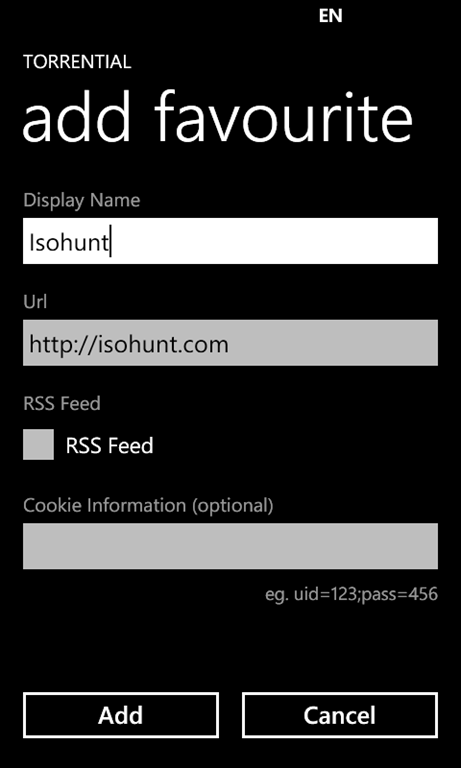 EN
TORRENTIAL
add favourite
Display Name
Isohunt
Url
http://isohunt.com
RSS Feed
RSS Feed
Cookie Information (optional)
eg. uid=123;pass=456
Add Cancel